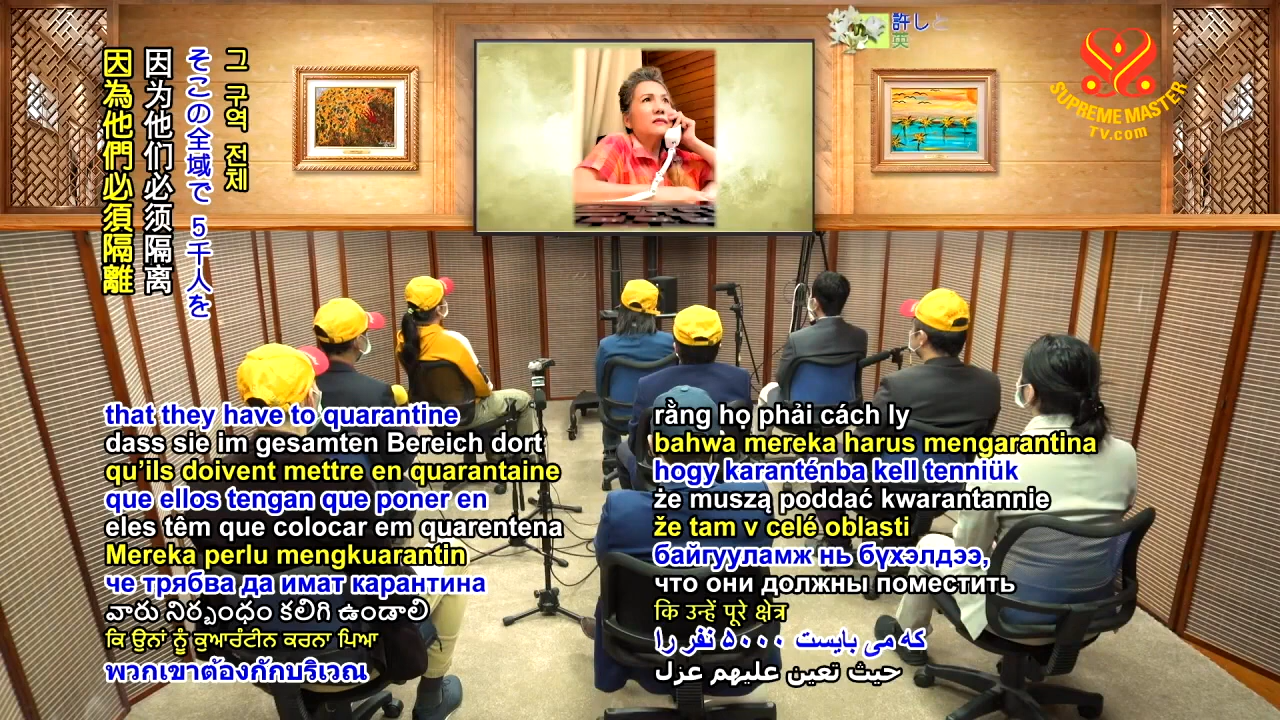 許しと
英
SUPREME MASTER
TV.com
그 구역 전체
そこの全域で 5千人を
因为他们必须隔离
因為他們必須隔離
that they have to quarantine
dass sie im gesamten Bereich dort
qu’ils doivent mettre en quarantaine
que ellos tengan que poner en
eles têm que colocar em quarentena
Mereka perlu mengkuarantin
че трябва да имат карантина
వారు నిర్బంధం కలిగి ఉండాలి
ਕਿ ਉਨਾਂ ਨੂੰ ਕੁਆਰੰਟੀਨ ਕਰਨਾ ਪਿਆ
พวกเขาต้องกักบริเวณ
rằng họ phải cách ly
bahwa mereka harus mengarantina
hogy karanténba kell tenniük
że muszą poddać kwarantannie
že tam v celé oblasti
байгууламж нь бүхэлдээ,
что они должны поместить
कि उन्हें पूरे क्षेत्र
که می بایست ۵۰۰۰ نفر را
حيث تعين عليهم عزل